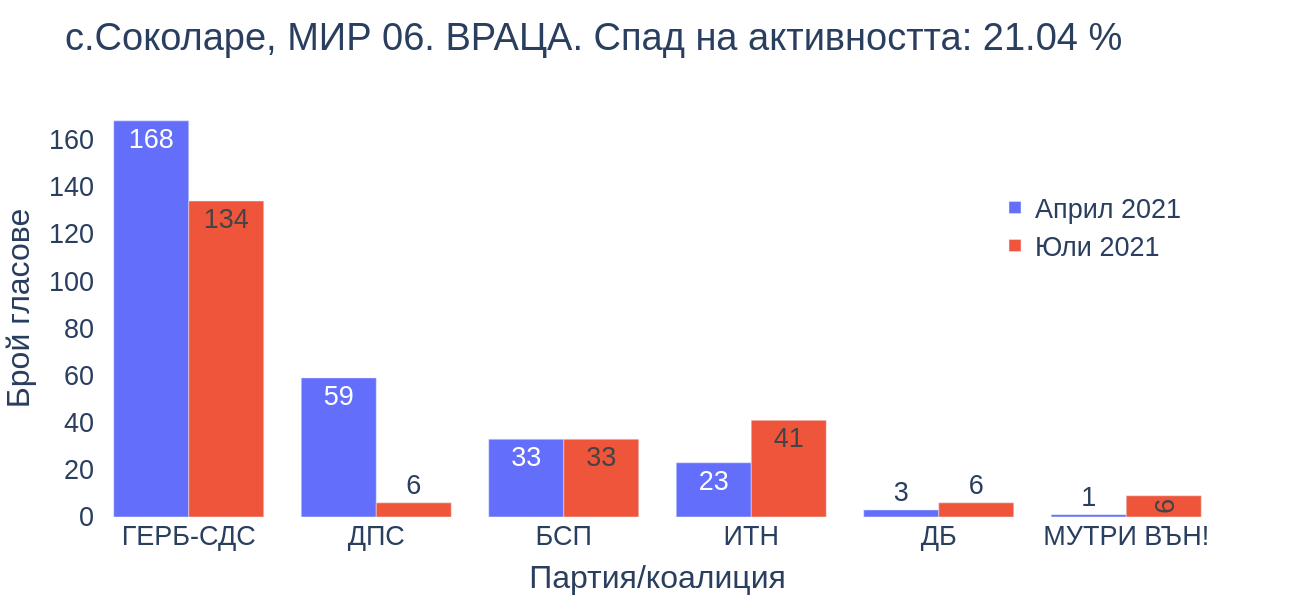 с.Соколаре, МИР 06. ВРАЦА. Спад на активността: 21.04 %
Брой гласове
160
140
120
100
80
60
40
20
0
168
134
59
6
33
33
23
41
3
6
1
9
Април 2021
Юли 2021
ГЕРБ-СДС
ДПС
БСП
ИТН
ДБ
МУТРИ ВЪН!
Партия/коалиция